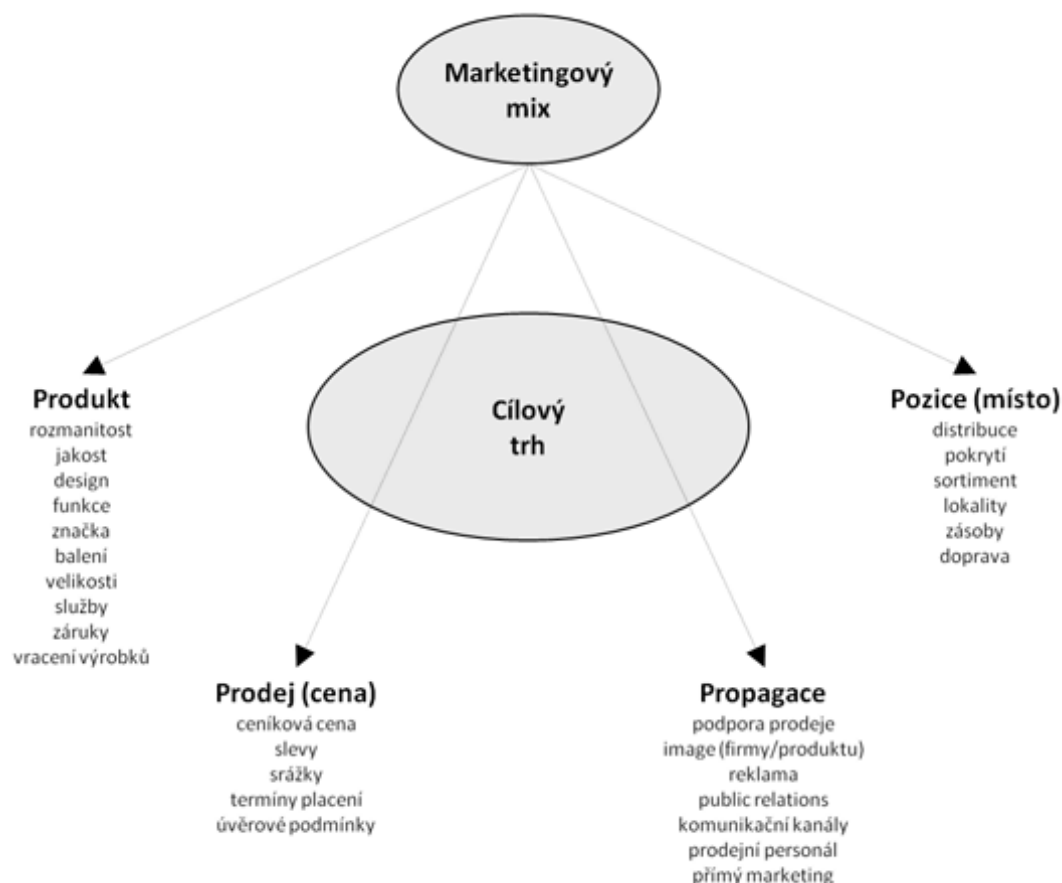 Marketingový
mix
Cílový
trh
Produkt
rozmanitost
jakost
design
funkce
značka
balení
velikosti
služby
záruky
vracení výrobků
Prodej (cena)
ceníková cena
slevy
srážky
termíny placení
úvěrové podmínky
Propagace
podpora prodeje
image (firmy/produktu)
reklama
public relations
komunikační kanály
prodejní personál
přímý marketing
Pozice (místo)
distribuce
pokrytí
sortiment
lokality
zásoby
doprava